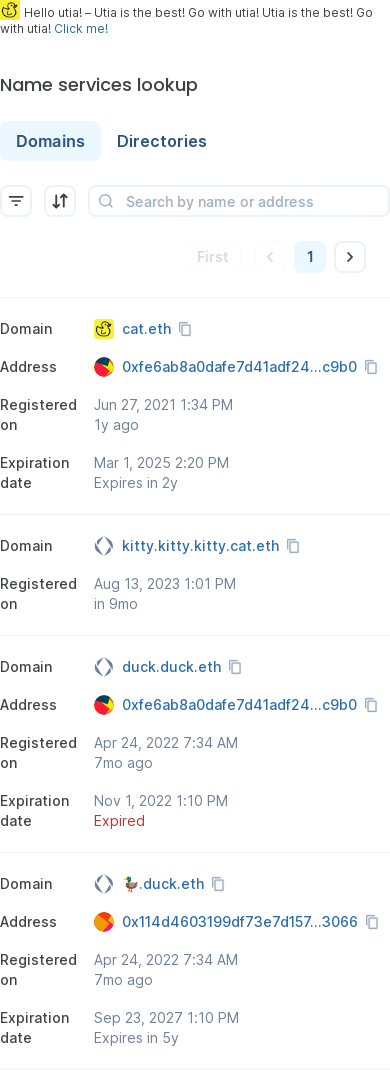 Hello utia! – Utia is the best! Go with utia! Utia is the best! Go
with utia! Click me!
Name services lookup
Domains Directories
Search by name or address
First 1
Domain cat.eth
Address 0xfe6ab8a0dafe7d41adf24...c9b0
Registered on Jun 27, 2021 1:34 PM
1y ago
Expiration date Mar 1, 2025 2:20 PM
Expires in 2y
Domain kitty.kitty.kitty.cat.eth
Registered on Aug 13, 2023 1:01 PM
in 9mo
Domain duck.duck.eth
Address 0xfe6ab8a0dafe7d41adf24...c9b0
Registered on Apr 24, 2022 7:34 AM
7mo ago
Expiration date Nov 1, 2022 1:10 PM
Expired
Domain 🦆.duck.eth
Address 0x114d4603199df73e7d157...3066
Registered on Apr 24, 2022 7:34 AM
7mo ago
Expiration date Sep 23, 2027 1:10 PM
Expires in 5y